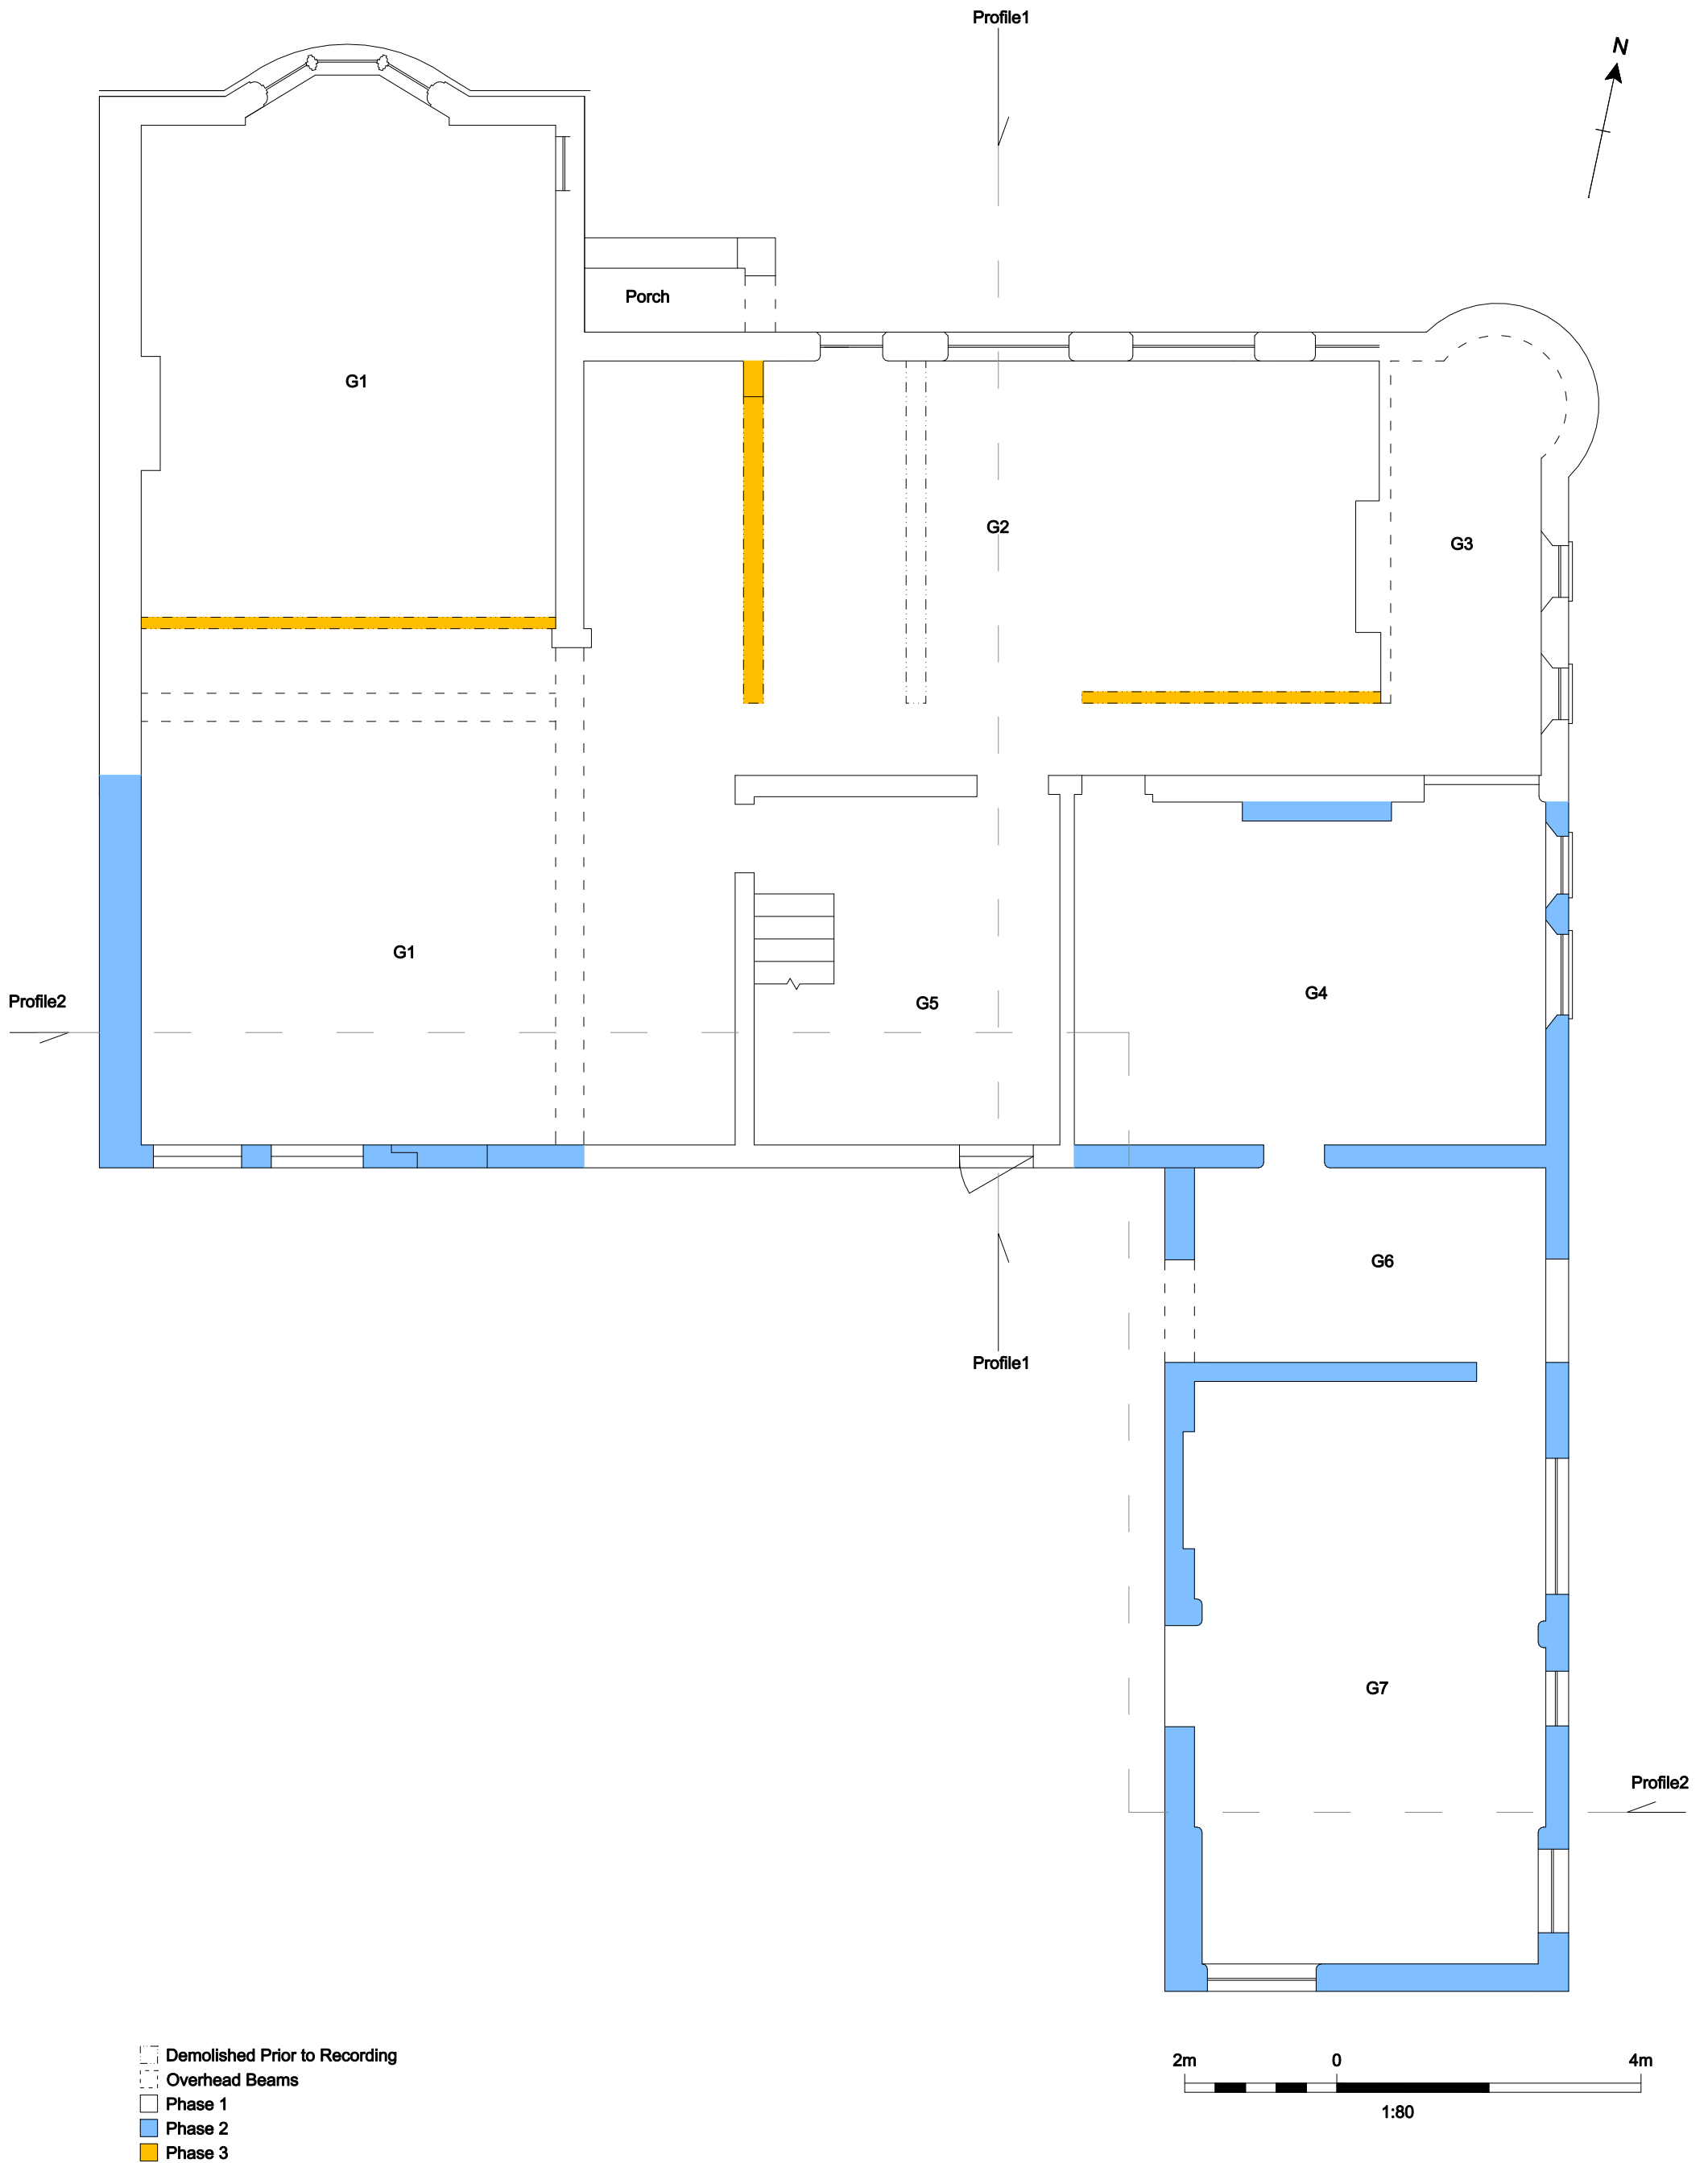 Profile1
N
Porch
G1
G2
G3
G1
G4
Profile2
G5
G6
Profile1
G7
Profile2
Demolished Prior to Recording
Overhead Beams
Phase 1
Phase 2
Phase 3
2m 0 4m
1:80